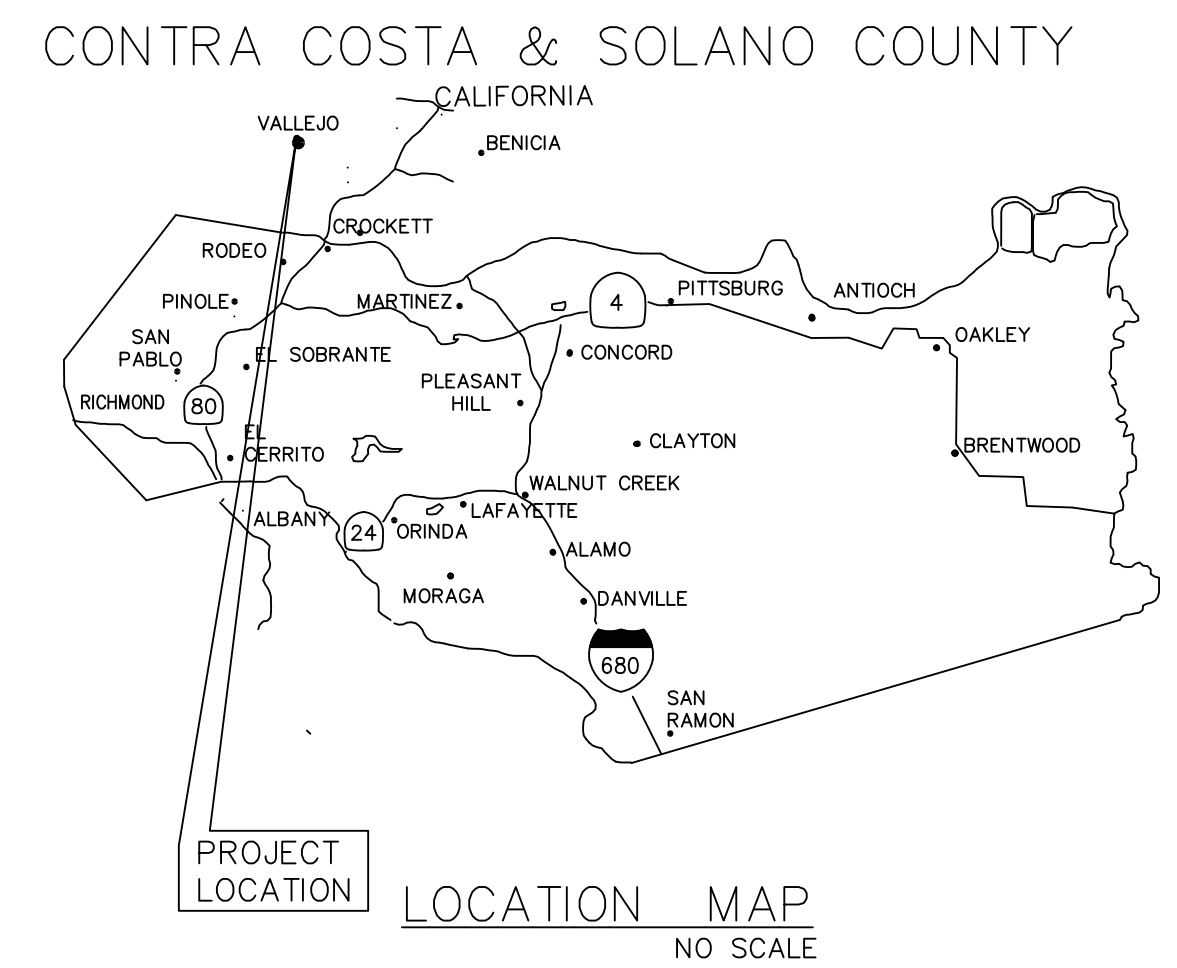 CONTRA COSTA & SOLANO COUNTY
CALIFORNIA
VALLEJO
BENICIA
CROCKETT
RODEO
PINOLE
MARTINEZ
4
PITTSBURG
ANTIOCH
SAN
PABLO
EL SOBRANTE
CONCORD
OAKLEY
PLEASANT
HILL
RICHMOND
80
EL
CERRITO
CLAYTON
BRENTWOOD
WALNUT CREEK
LAFAYETTE
ALBANY
24
ORINDA
ALAMO
MORAGA
DANVILLE
680
SAN
RAMON
PROJECT
LOCATION
LOCATION MAP
NO SCALE